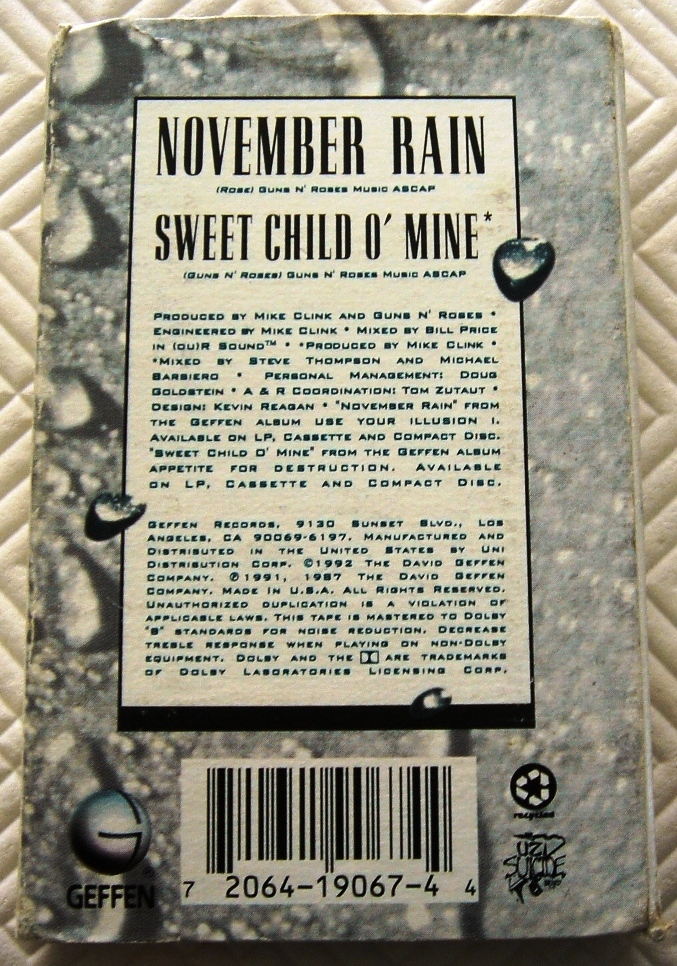 NOVEMBER RAIN
(Rose) Guns N' Roses Music ASCAP
SWEET CHILD O' MINE*
(Guns N' Roses) Guns N' Roses Music ASCAP
Produced by Mike Clink and Guns N' Roses •
Engineered by Mike Clink • Mixed by Bill Price
in (ou)R Sound™ • *Produced by Mike Clink •
*Mixed by Steve Thompson and Michael
Barbiero • Personal Management: Doug
Goldstein • A & R Coordination: Tom Zutaut •
Design: Kevin Reagan • "November Rain" from
the Geffen album USE YOUR ILLUSION I.
Available on LP, Cassette and Compact Disc.
"Sweet Child O' Mine" from the Geffen album
APPETITE FOR DESTRUCTION. Available
on LP, Cassette and Compact Disc.
Geffen Records, 9130 Sunset Blvd., Los
Angeles, CA 90069-6197. Manufactured and
Distributed in the United States by Uni
Distribution Corp. ©1992 The David Geffen
Company. ℗1991, 1987 The David Geffen
Company. Made in U.S.A. All Rights Reserved.
Unauthorized duplication is a violation of
applicable laws. This tape is mastered to Dolby
"B" standards for noise reduction. Decrease
treble response when playing on non-Dolby
equipment. Dolby and the are trademarks
of Dolby Laboratories Licensing Corp.
GEFFEN
®
7 2064-19067-4 4
recycled
UZI
SUICIDE